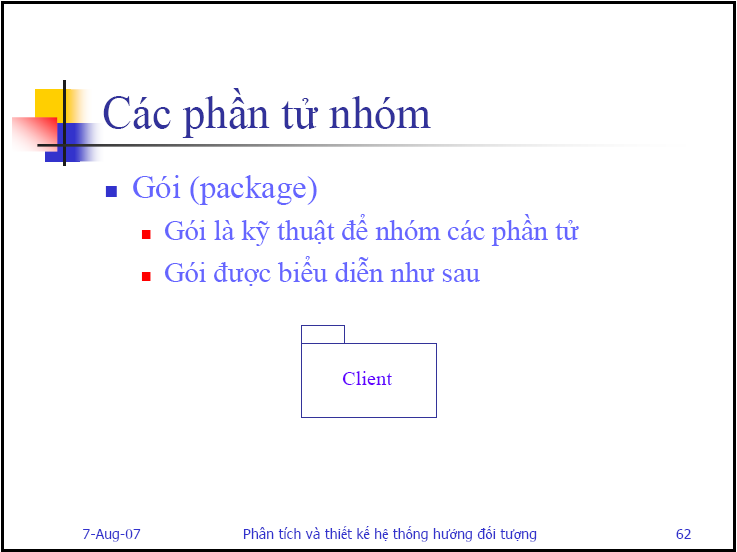 Các phần tử nhóm
Gói (package)
Gói là kỹ thuật để nhóm các phần tử
Gói được biểu diễn như sau
Client
7-Aug-07
Phân tích và thiết kế hệ thống hướng đối tượng
62